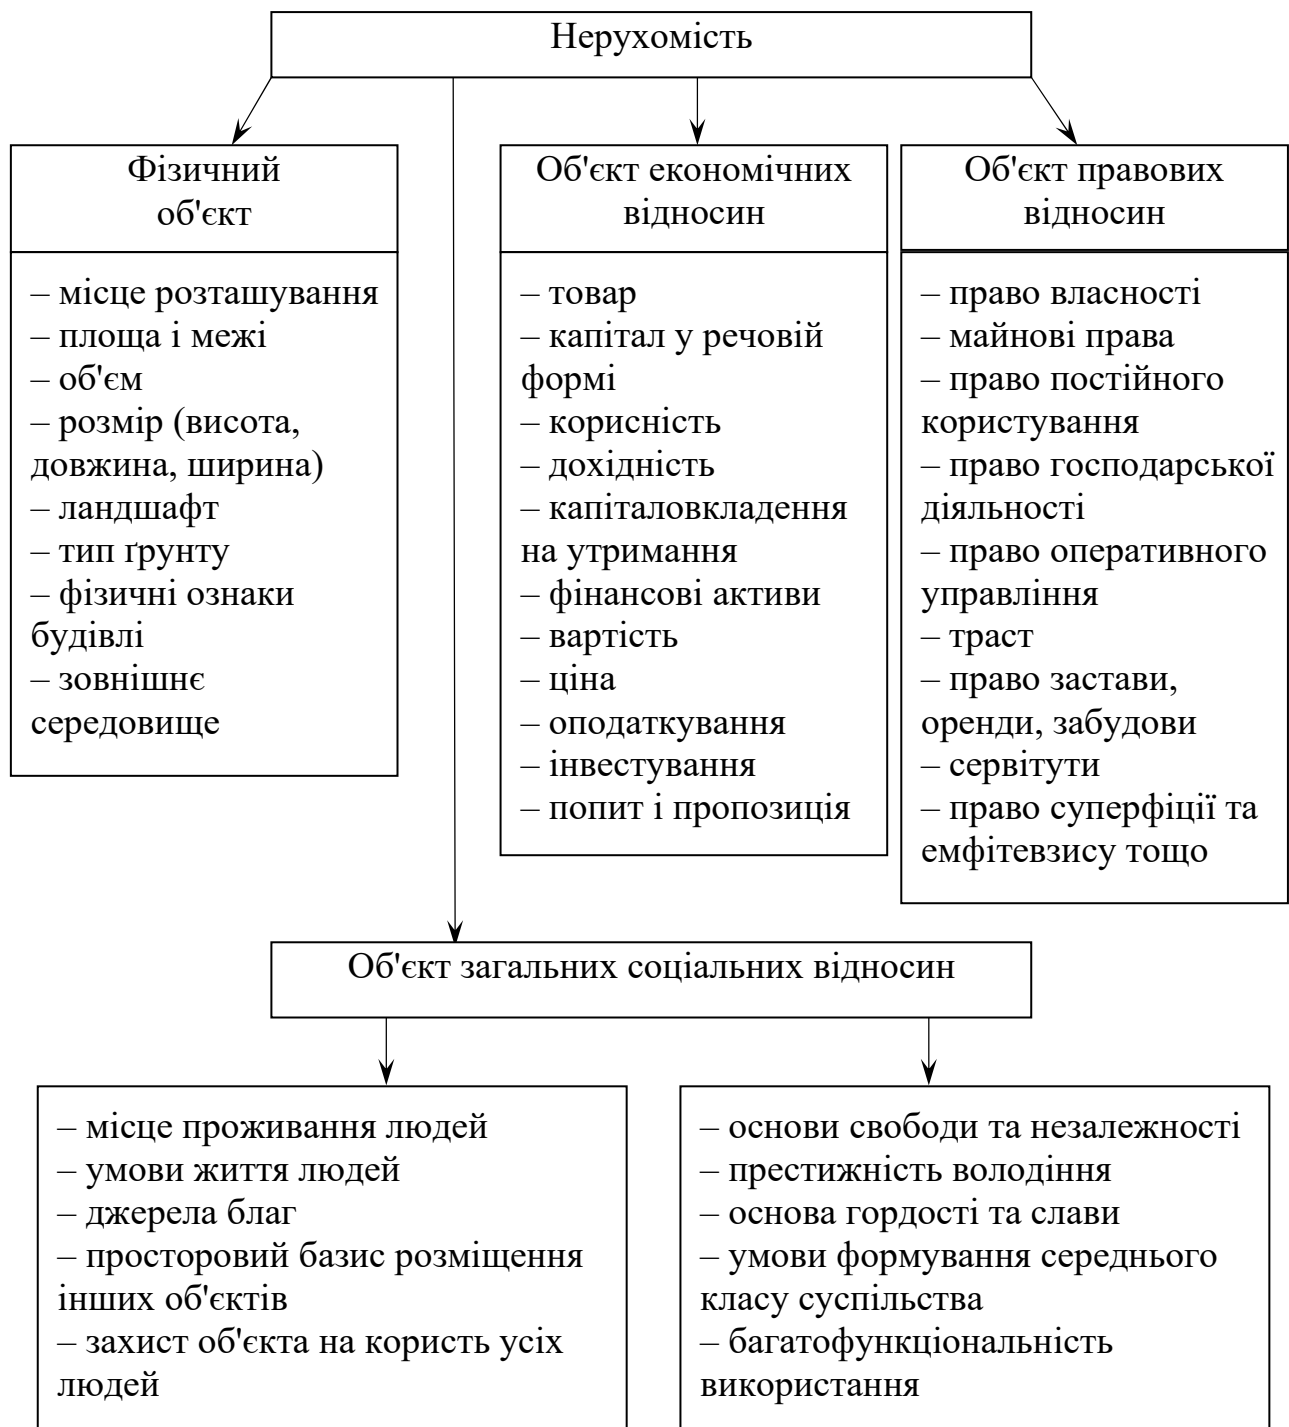 Нерухомість
Фізичний
об'єкт
– місце розташування
– площа і межі
– об'єм
– розмір (висота,
довжина, ширина)
– ландшафт
– тип ґрунту
– фізичні ознаки
будівлі
– зовнішнє
середовище
Об'єкт економічних
відносин
– товар
– капітал у речовій
формі
– корисність
– дохідність
– капіталовкладення
на утримання
– фінансові активи
– вартість
– ціна
– оподаткування
– інвестування
– попит і пропозиція
Об'єкт правових
відносин
– право власності
– майнові права
– право постійного
користування
– право господарської
діяльності
– право оперативного
управління
– траст
– право застави,
оренди, забудови
– сервітути
– право суперфіції та
емфітевзису тощо
Об'єкт загальних соціальних відносин
– місце проживання людей
– умови життя людей
– джерела благ
– просторовий базис розміщення
інших об'єктів
– захист об'єкта на користь усіх
людей
– основи свободи та незалежності
– престижність володіння
– основа гордості та слави
– умови формування середнього
класу суспільства
– багатофункціональність
використання